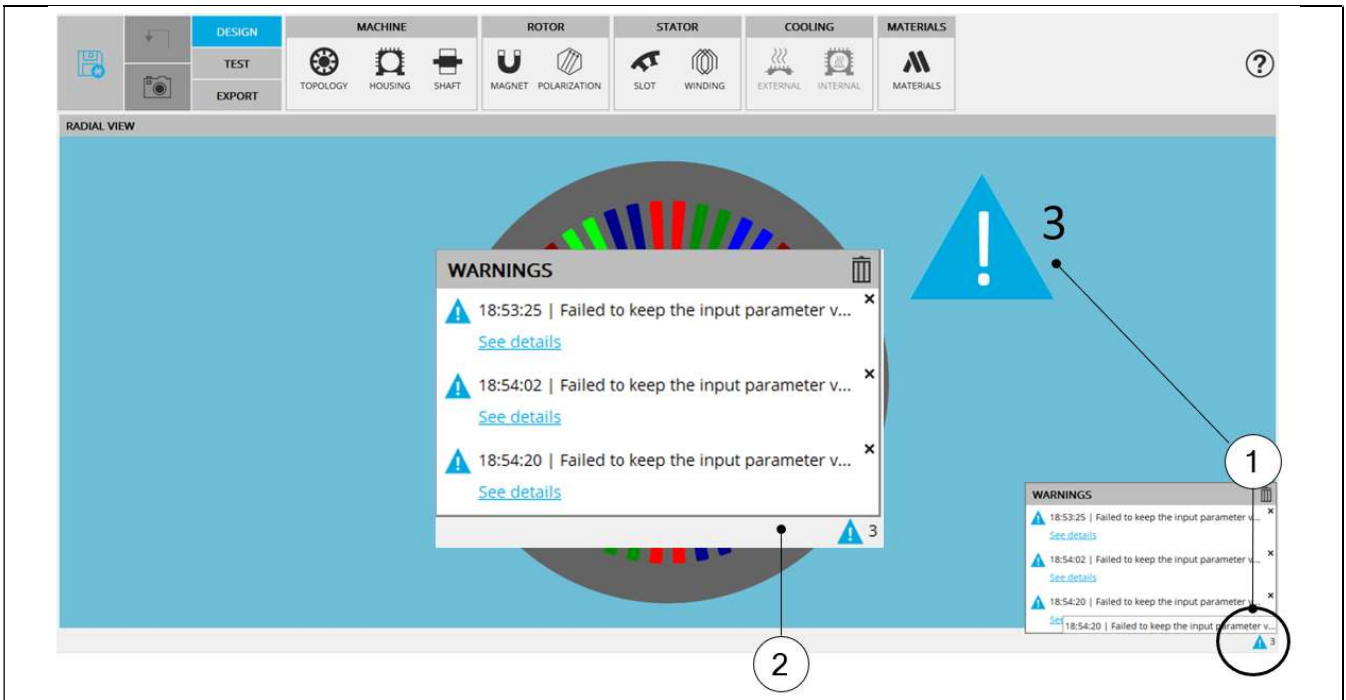 DESIGN
TEST
EXPORT
MACHINE
TOPOLOGY HOUSING SHAFT
ROTOR
MAGNET POLARIZATION
STATOR
SLOT WINDING
COOLING
EXTERNAL INTERNAL
MATERIALS
MATERIALS
?
RADIAL VIEW
3
WARNINGS
18:53:25 | Failed to keep the input parameter v...
See details
18:54:02 | Failed to keep the input parameter v...
See details
18:54:20 | Failed to keep the input parameter v...
See details
3
1
WARNINGS
18:53:25 | Failed to keep the input parameter v...
See details
18:54:02 | Failed to keep the input parameter v...
See details
18:54:20 | Failed to keep the input parameter v...
18:54:20 | Failed to keep the input parameter v...
3
2